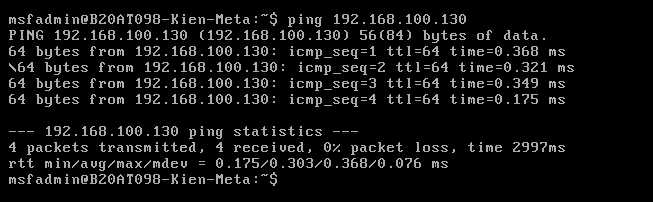 msfadmin@B20AT098-Kien-Meta:~$ ping 192.168.100.130
PING 192.168.100.130 (192.168.100.130) 56(84) bytes of data.
64 bytes from 192.168.100.130: icmp_seq=1 ttl=64 time=0.368 ms
\64 bytes from 192.168.100.130: icmp_seq=2 ttl=64 time=0.321 ms
64 bytes from 192.168.100.130: icmp_seq=3 ttl=64 time=0.349 ms
64 bytes from 192.168.100.130: icmp_seq=4 ttl=64 time=0.175 ms

--- 192.168.100.130 ping statistics ---
4 packets transmitted, 4 received, 0% packet loss, time 2997ms
rtt min/avg/max/mdev = 0.175/0.303/0.368/0.076 ms
msfadmin@B20AT098-Kien-Meta:~$